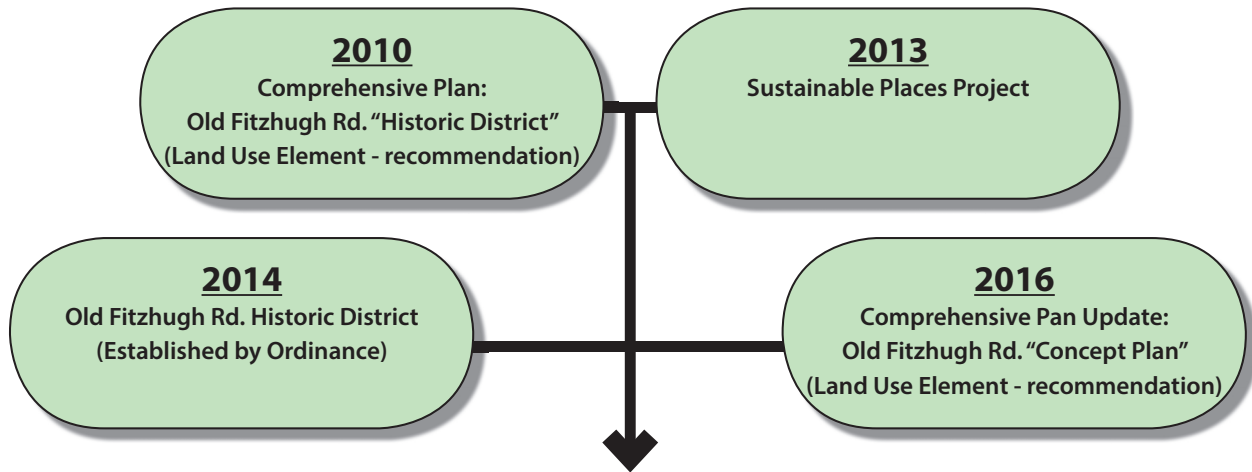 2010
Comprehensive Plan:
Old Fitzhugh Rd. “Historic District”
(Land Use Element - recommendation)
2013
Sustainable Places Project
2014
Old Fitzhugh Rd. Historic District
(Established by Ordinance)
2016
Comprehensive Pan Update:
Old Fitzhugh Rd. “Concept Plan”
(Land Use Element - recommendation)